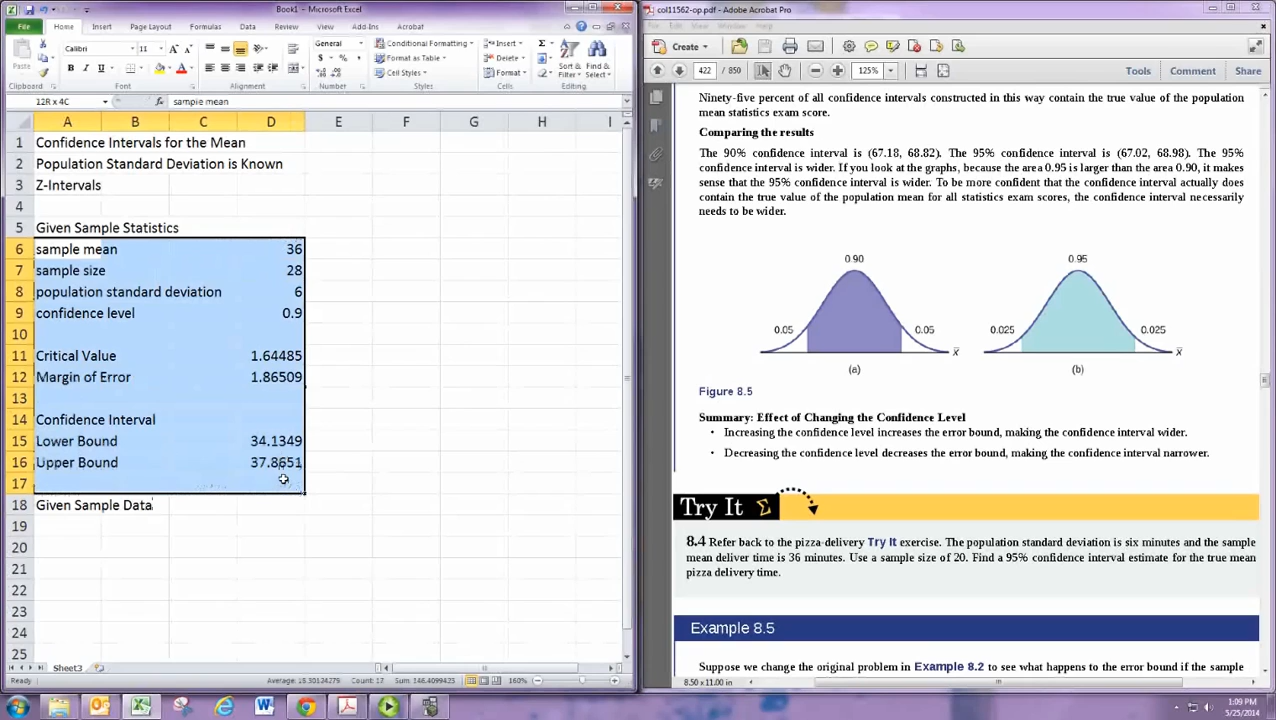 Book1 - Microsoft Excel
File Home Insert Page Layout Formulas Data Review View Add-Ins Acrobat
Calibri 11 General Conditional Formatting Insert
Format as Table Delete
Paste B I U $ % , Cell Styles Format Sort & Filter Find & Select
Clipboard Font Alignment Number Styles Cells Editing
12R x 4C fx sample mean
A B C D E F G H I
1 Confidence Intervals for the Mean
2 Population Standard Deviation is Known
3 Z-Intervals
4
5 Given Sample Statistics
6 sample mean 36
7 sample size 28
8 population standard deviation 6
9 confidence level 0.9
10
11 Critical Value 1.64485
12 Margin of Error 1.86509
13
14 Confidence Interval
15 Lower Bound 34.1349
16 Upper Bound 37.8651
17
18 Given Sample Data
19
20
21
22
23
24
25
Sheet3
Ready Count: 17 160%
col11562-op.pdf - Adobe Acrobat Pro
File Edit View Window Help
Create
422 / 850 125% Tools Comment Share
Ninety-five percent of all confidence intervals constructed in this way contain the true value of the population
mean statistics exam score.
Comparing the results
The 90% confidence interval is (67.18, 68.82). The 95% confidence interval is (67.02, 68.98). The 95%
confidence interval is wider. If you look at the graphs, because the area 0.95 is larger than the area 0.90, it makes
sense that the 95% confidence interval is wider. To be more confident that the confidence interval actually does
contain the true value of the population mean for all statistics exam scores, the confidence interval necessarily
needs to be wider.
0.90 0.95
0.05 0.05 0.025 0.025
x̅ x̅
(a) (b)
Figure 8.5
Summary: Effect of Changing the Confidence Level
• Increasing the confidence level increases the error bound, making the confidence interval wider.
• Decreasing the confidence level decreases the error bound, making the confidence interval narrower.
Try It Σ
8.4 Refer back to the pizza-delivery Try It exercise. The population standard deviation is six minutes and the sample
mean deliver time is 36 minutes. Use a sample size of 20. Find a 95% confidence interval estimate for the true mean
pizza delivery time.
Example 8.5
Suppose we change the original problem in Example 8.2 to see what happens to the error bound if the sample
8.50 x 11.00 in
1:09 PM
5/25/2014